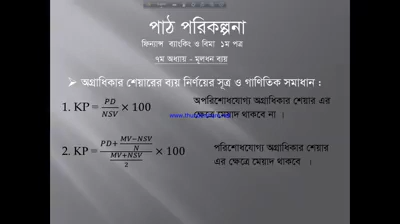 পাঠ পরিকল্পনা
ফিন্যান্স ব্যাংকিং ও বিমা ১ম পত্র
৭ম অধ্যায় - মূলধন ব্যয়
➢ অগ্রাধিকার শেয়ারের ব্যয় নির্ণয়ের সূত্র ও গাণিতিক সমাধান :
1. KP = PD/NSV × 100 অপরিশোধযোগ্য অগ্রাধিকার শেয়ার এর ক্ষেত্রে মেয়াদ থাকবে না ।
2. KP = (PD + (MV−NSV)/N) / ((MV+NSV)/2) × 100 পরিশোধযোগ্য অগ্রাধিকার শেয়ার এর ক্ষেত্রে মেয়াদ থাকবে ।